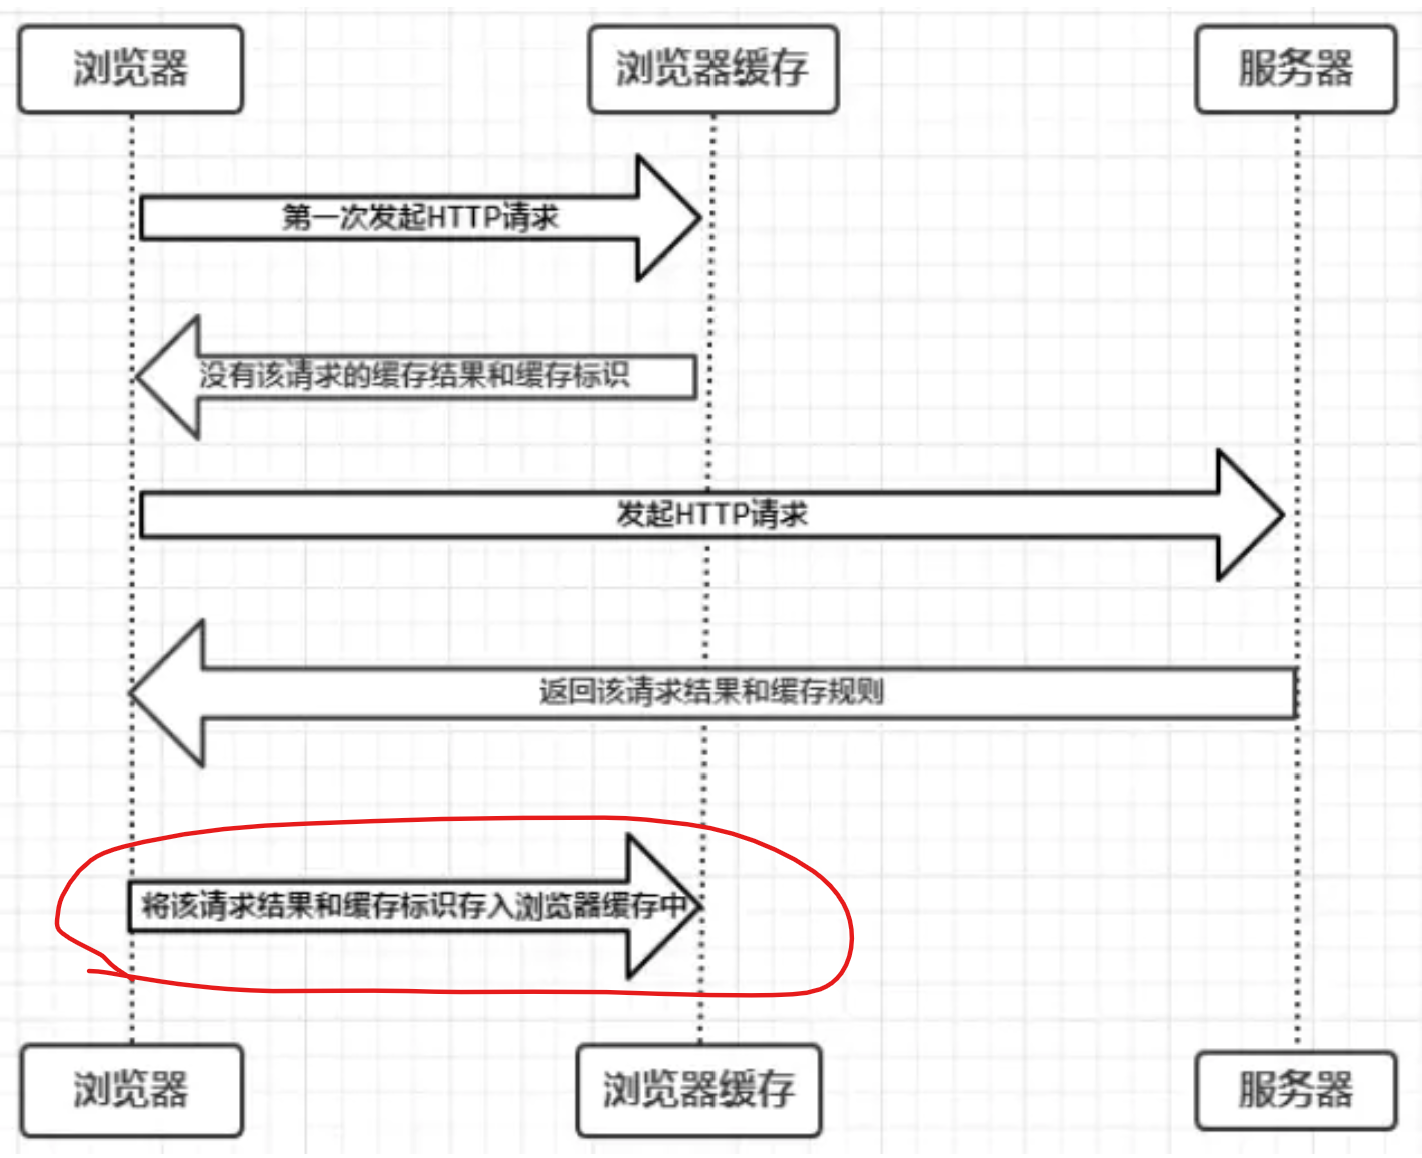 浏览器
浏览器缓存
服务器
第一次发起HTTP请求
没有该请求的缓存结果和缓存标识
发起HTTP请求
返回该请求结果和缓存规则
将该请求结果和缓存标识存入浏览器缓存中
浏览器
浏览器缓存
服务器